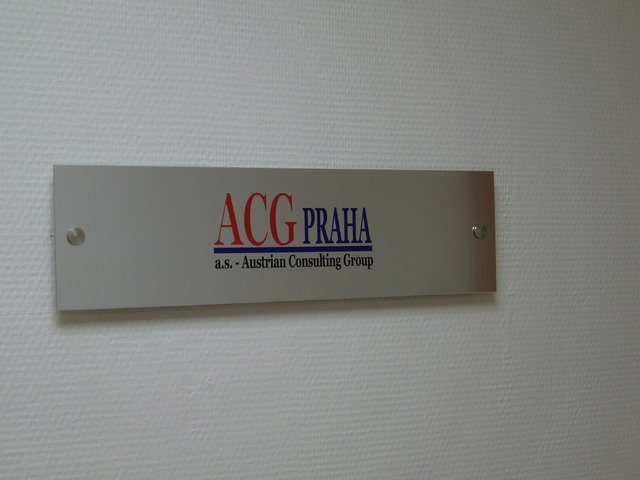 ACG PRAHA
a.s. - Austrian Consulting Group